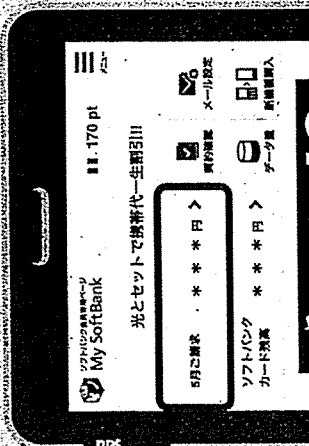 ソフトバンク会員専用ページ
My SoftBank
170 pt
メニュー
光とセットで携帯代一生割引!!
5月ご請求 ***円 >
契約確認
メール設定
ソフトバンク
カード残高
***円 >
データ量
新機種購入